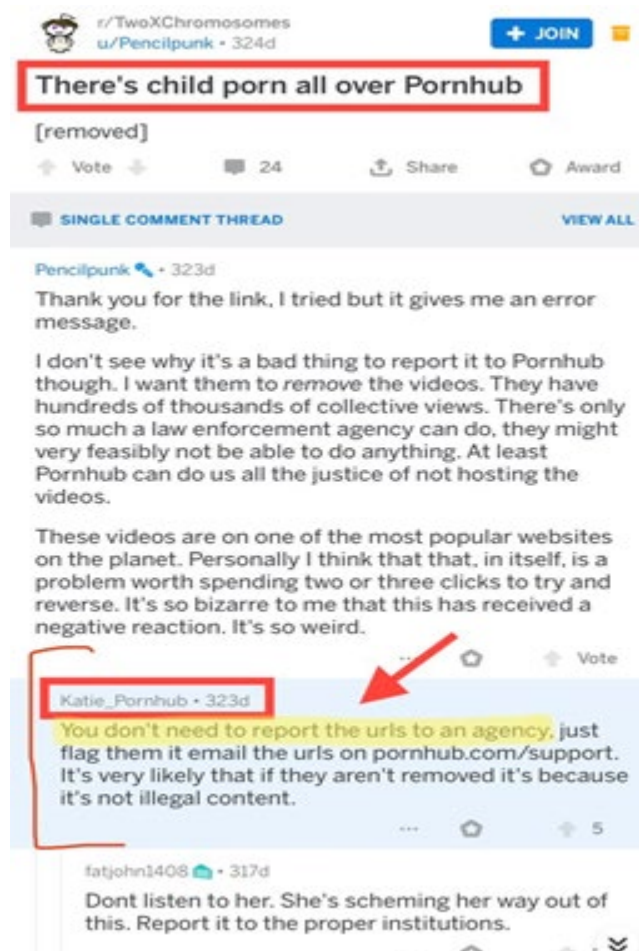 r/TwoXChromosomes
u/Pencilpunk • 324d
+ JOIN
There's child porn all over Pornhub
[removed]
Vote
24
Share
Award
SINGLE COMMENT THREAD
VIEW ALL
Pencilpunk • 323d
Thank you for the link, I tried but it gives me an error
message.
I don't see why it's a bad thing to report it to Pornhub
though. I want them to remove the videos. They have
hundreds of thousands of collective views. There's only
so much a law enforcement agency can do, they might
very feasibly not be able to do anything. At least
Pornhub can do us all the justice of not hosting the
videos.
These videos are on one of the most popular websites
on the planet. Personally I think that that, in itself, is a
problem worth spending two or three clicks to try and
reverse. It's so bizarre to me that this has received a
negative reaction. It's so weird.
... Vote
Katie_Pornhub • 323d
You don't need to report the urls to an agency, just
flag them it email the urls on pornhub.com/support.
It's very likely that if they aren't removed it's because
it's not illegal content.
... 5
fatjohn1408 • 317d
Dont listen to her. She's scheming her way out of
this. Report it to the proper institutions.